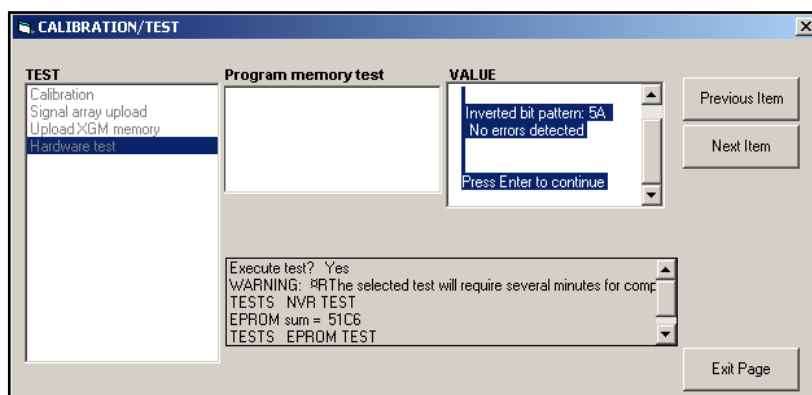 CALIBRATION/TEST
TEST
Calibration
Signal array upload
Upload XGM memory
Hardware test
Program memory test
VALUE
Inverted bit pattern: 5A
No errors detected
Press Enter to continue
Previous Item
Next Item
Execute test? Yes
WARNING: ¤RThe selected test will require several minutes for comp
TESTS NVR TEST
EPROM sum = 51C6
TESTS EPROM TEST
Exit Page